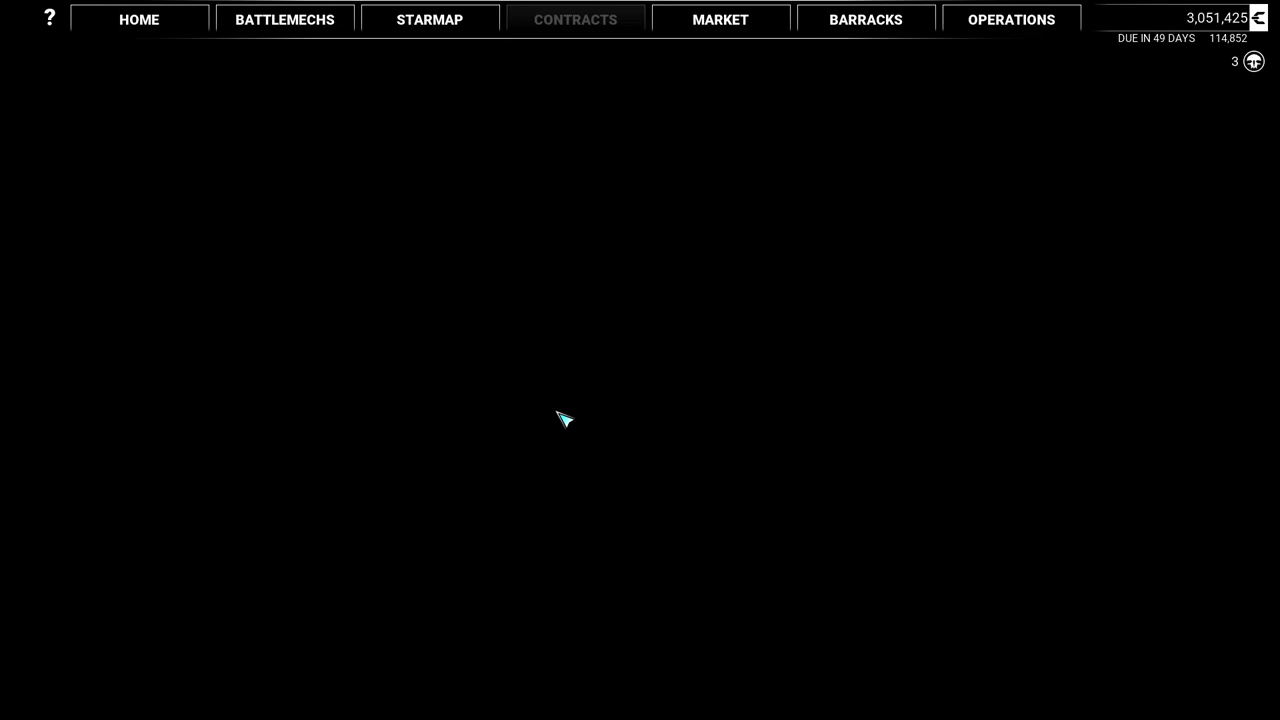 ? HOME BATTLEMECHS STARMAP CONTRACTS MARKET BARRACKS OPERATIONS 3,051,425
DUE IN 49 DAYS 114,852
3